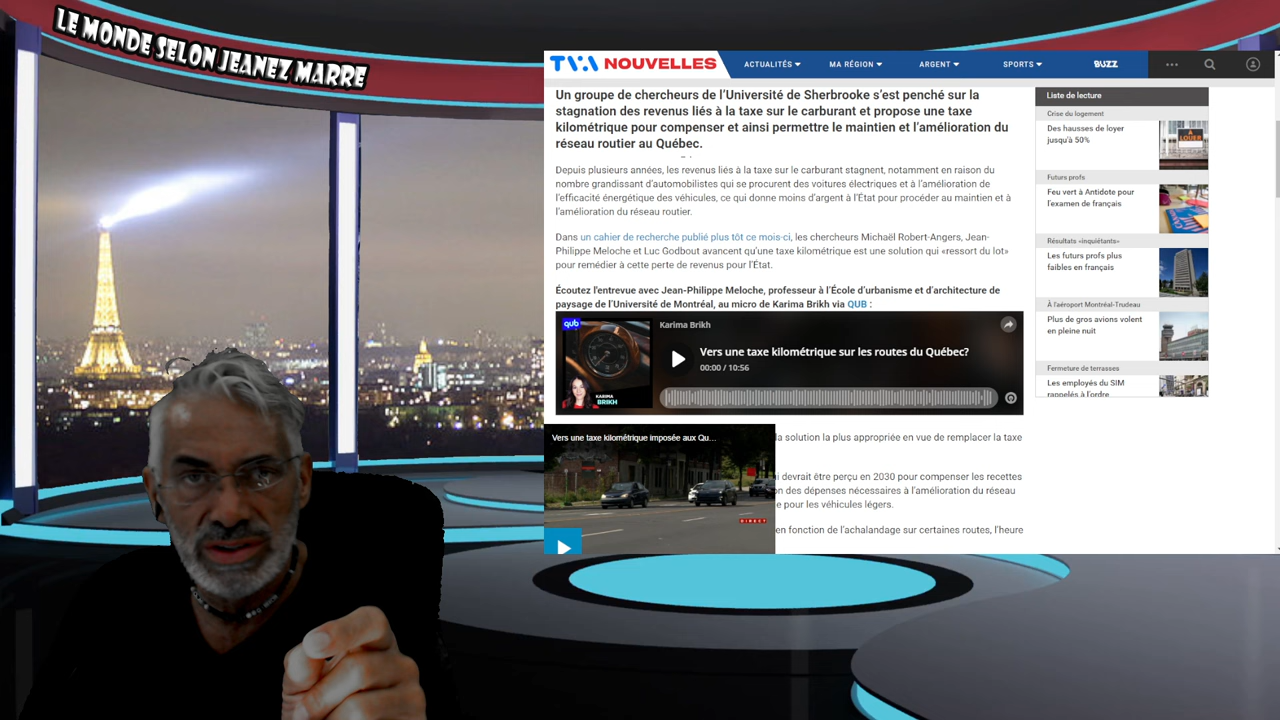 LE MONDE SELON JEANEZ MARRE
TVA NOUVELLES
ACTUALITÉS
MA RÉGION
ARGENT
SPORTS
BUZZ
Un groupe de chercheurs de l'Université de Sherbrooke s'est penché sur la
stagnation des revenus liés à la taxe sur le carburant et propose une taxe
kilométrique pour compenser et ainsi permettre le maintien et l'amélioration du
réseau routier au Québec.
Depuis plusieurs années, les revenus liés à la taxe sur le carburant stagnent, notamment en raison du
nombre grandissant d'automobilistes qui se procurent des voitures électriques et à l'amélioration de
l'efficacité énergétique des véhicules, ce qui donne moins d'argent à l'État pour procéder au maintien et à
l'amélioration du réseau routier.
Dans un cahier de recherche publié plus tôt ce mois-ci, les chercheurs Michaël Robert-Angers, Jean-
Philippe Meloche et Luc Godbout avancent qu'une taxe kilométrique est une solution qui «ressort du lot»
pour remédier à cette perte de revenus pour l'État.
Écoutez l'entrevue avec Jean-Philippe Meloche, professeur à l'École d'urbanisme et d'architecture de
paysage de l'Université de Montréal, au micro de Karima Brikh via QUB :
qub
KARIMA
BRIKH
Karima Brikh
Vers une taxe kilométrique sur les routes du Québec?
00:00 / 10:56
Vers une taxe kilométrique imposée aux Qu...
DIRECT
la solution la plus appropriée en vue de remplacer la taxe
i devrait être perçu en 2030 pour compenser les recettes
on des dépenses nécessaires à l'amélioration du réseau
e pour les véhicules légers.
en fonction de l'achalandage sur certaines routes, l'heure
Liste de lecture
Crise du logement
Des hausses de loyer
jusqu'à 50%
À LOUER
Futurs profs
Feu vert à Antidote pour
l'examen de français
Résultats «inquiétants»
Les futurs profs plus
faibles en français
À l'aéroport Montréal-Trudeau
Plus de gros avions volent
en pleine nuit
Fermeture de terrasses
Les employés du SIM
rappelés à l'ordre